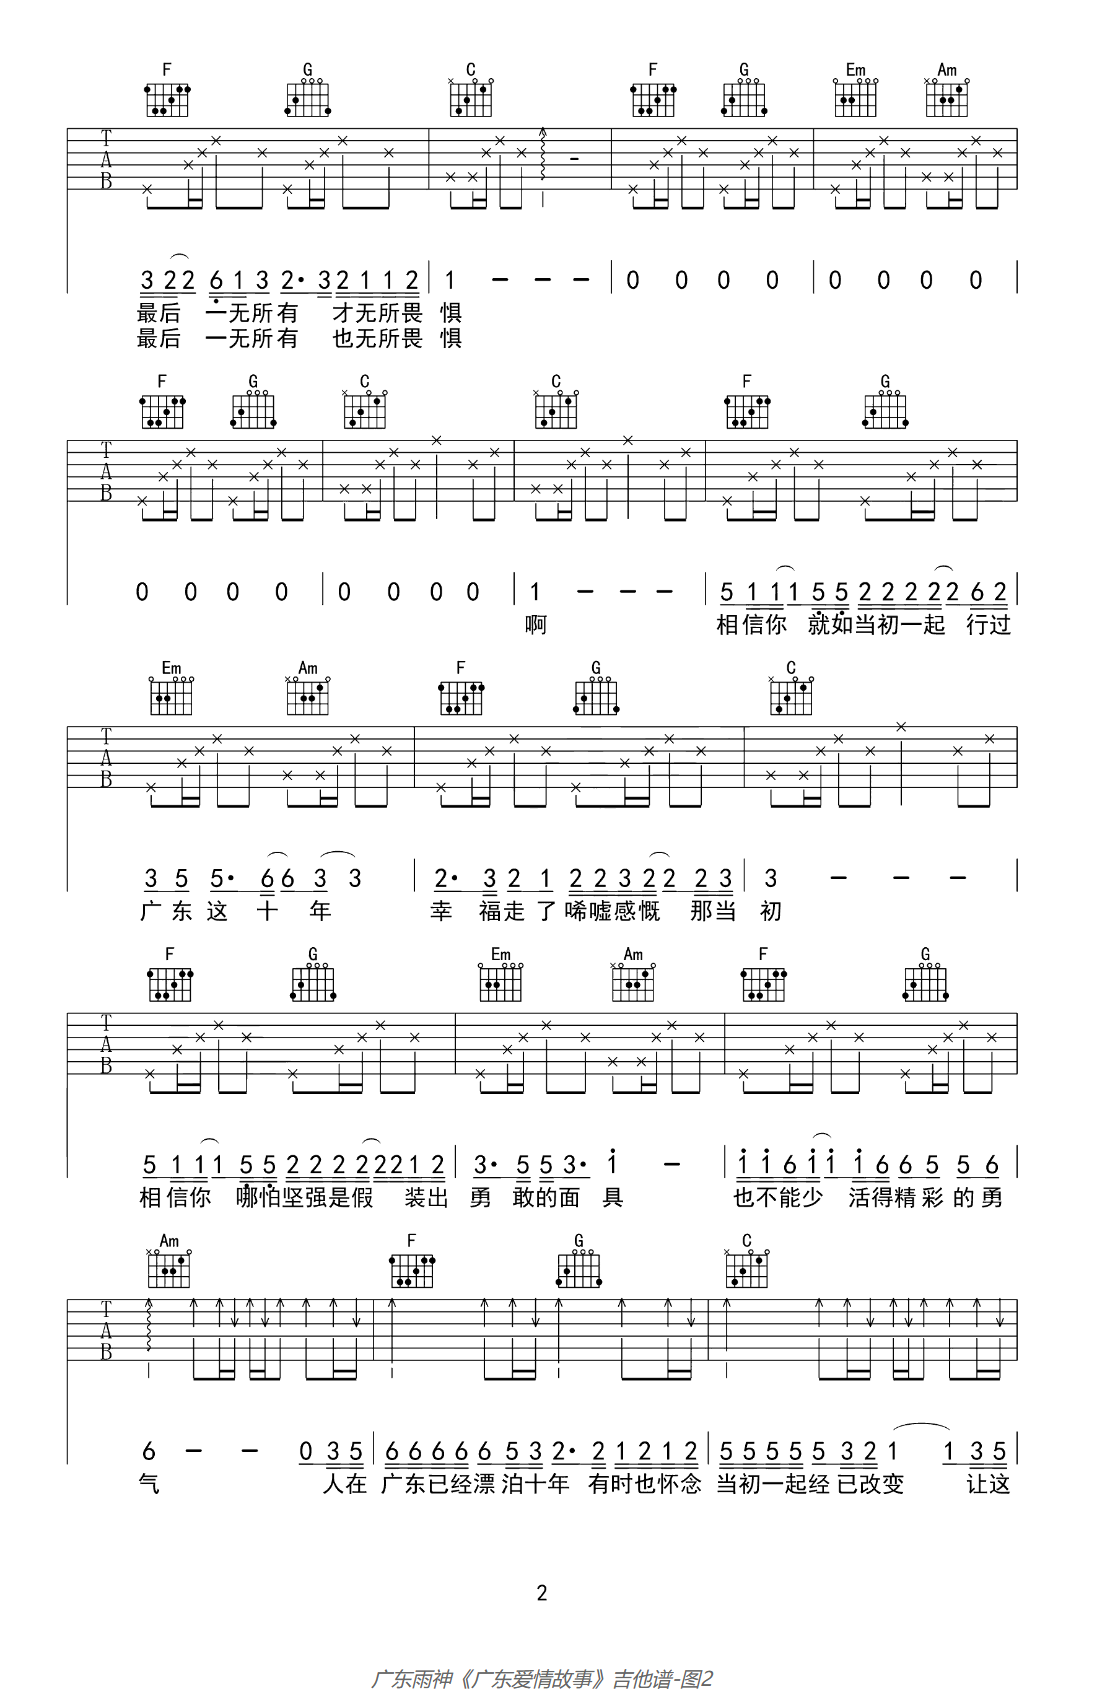 F G C F G Em Am
T
A
B
3 2 2 6 1 3 2· 3 2 1 1 2 | 1 - - - | 0 0 0 0 | 0 0 0 0 |
最后 一无所有 才无所畏 惧
最后 一无所有 也无所畏 惧
F G C C F G
T
A
B
0 0 0 0 | 0 0 0 0 | 1 - - - | 5 1 1 1 5 5 2 2 2 2 2 6 2 |
啊 相信你 就如当初一起 行过
Em Am F G C
T
A
B
3 5 5· 6 6 3 3 | 2· 3 2 1 2 2 3 2 2 2 3 | 3 - - - |
广东这十年 幸福走了唏嘘感慨 那当 初
F G Em Am F G
T
A
B
5 1 1 1 5 5 2 2 2 2 2 2 1 2 | 3· 5 5 3· 1 - | 1 1 6 1 1 1 6 6 5 5 6 |
相信你 哪怕坚强是假 装出 勇 敢的面 具 也不能少 活得精彩的勇
Am F G C
T
A
B
6 - - 0 3 5 | 6 6 6 6 6 5 3 2· 2 1 2 1 2 | 5 5 5 5 5 3 2 1 1 3 5 |
气 人在 广东已经漂 泊十年 有时也怀念 当初一起经已改变 让这
2
广东雨神《广东爱情故事》吉他谱-图2